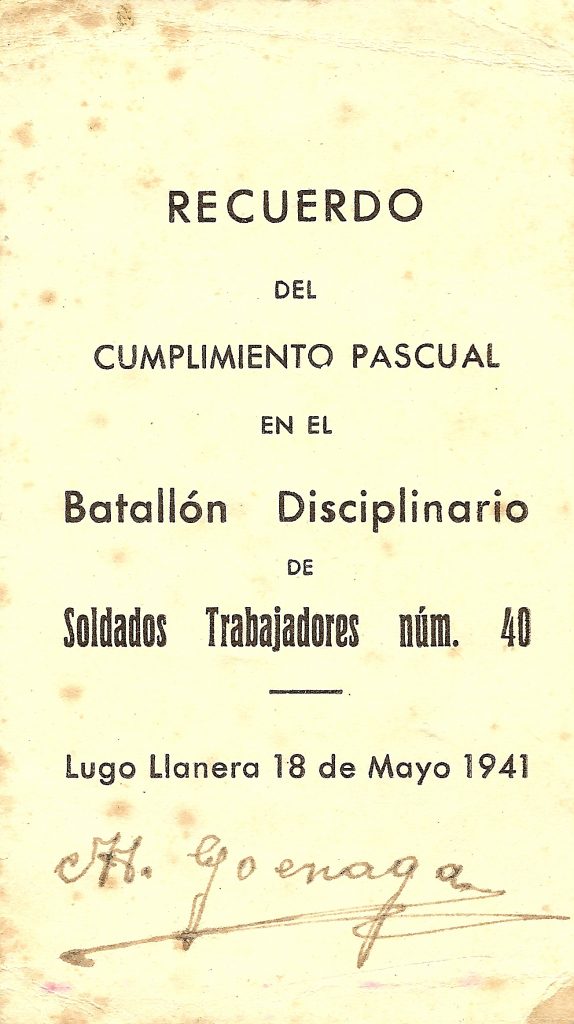 RECUERDO
DEL
CUMPLIMIENTO PASCUAL
EN EL
Batallón Disciplinario
DE
Soldados Trabajadores núm. 40
Lugo Llanera 18 de Mayo 1941
H. Goenaga